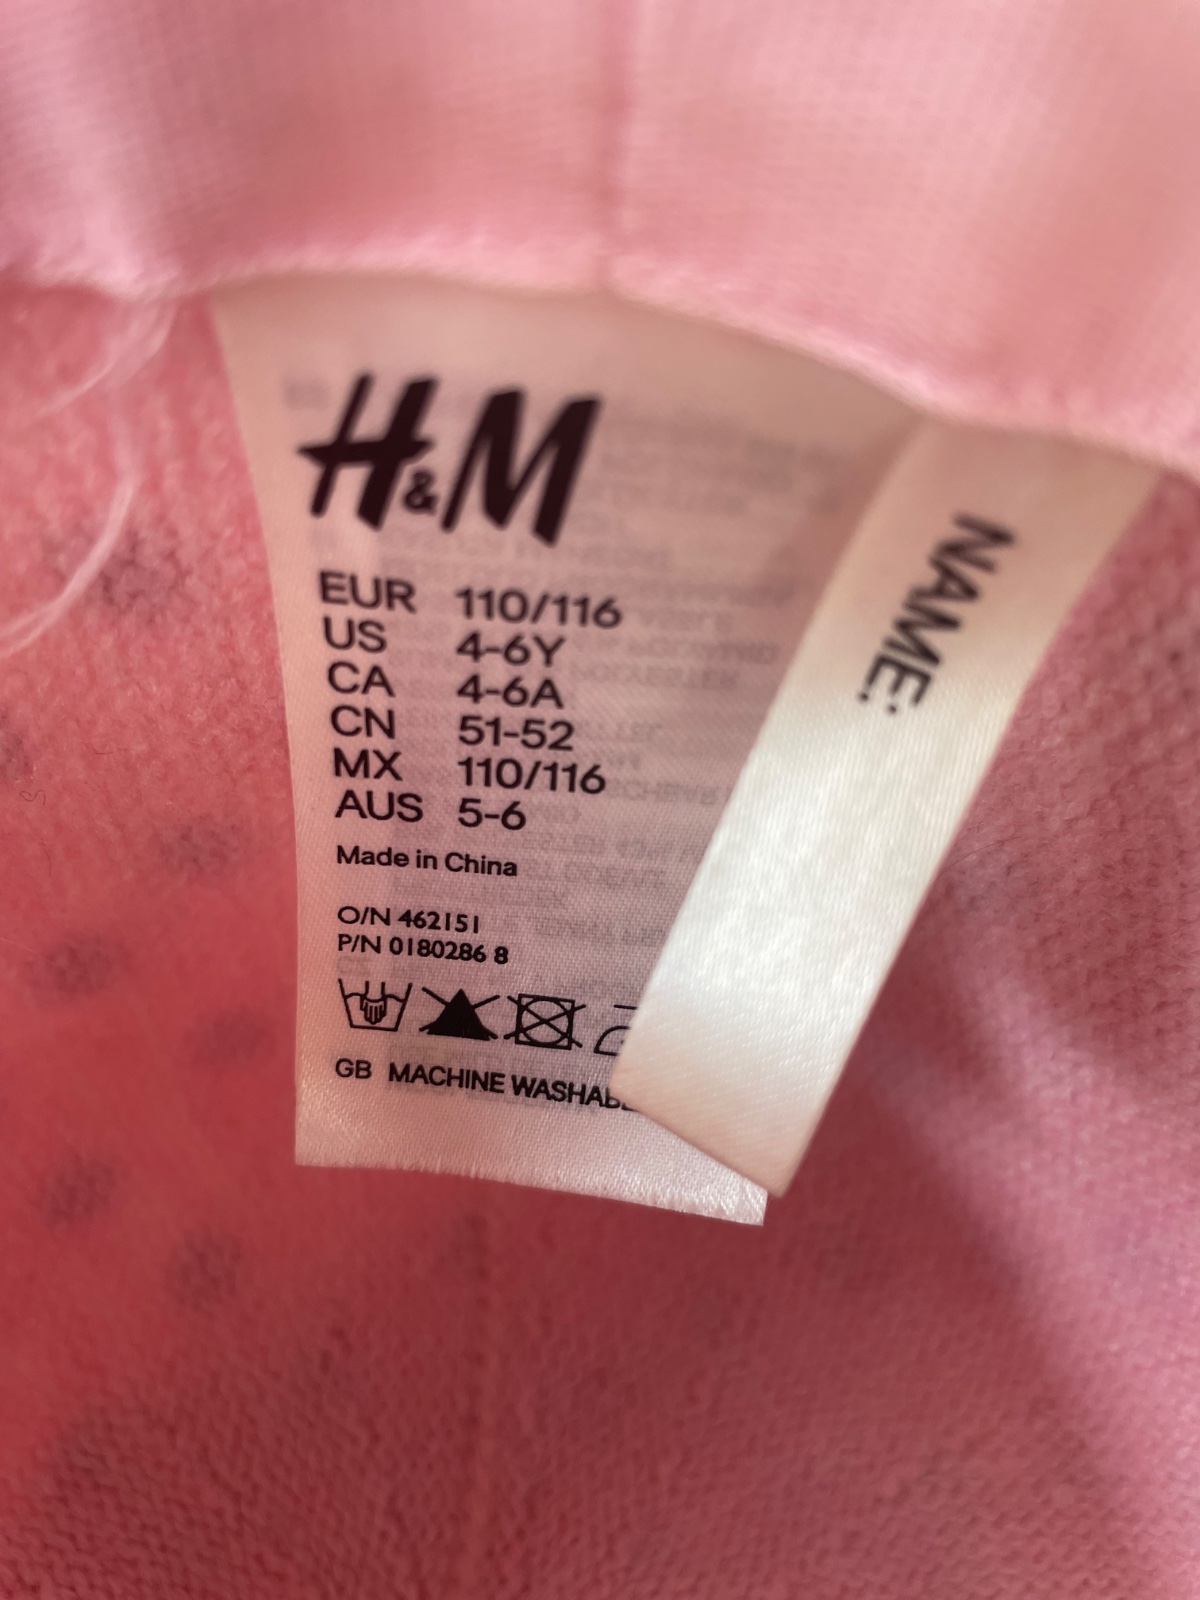 H&M
EUR 110/116
US 4-6Y
CA 4-6A
CN 51-52
MX 110/116
AUS 5-6
Made in China
O/N 462151
P/N 0180286 8
GB MACHINE
NAME: